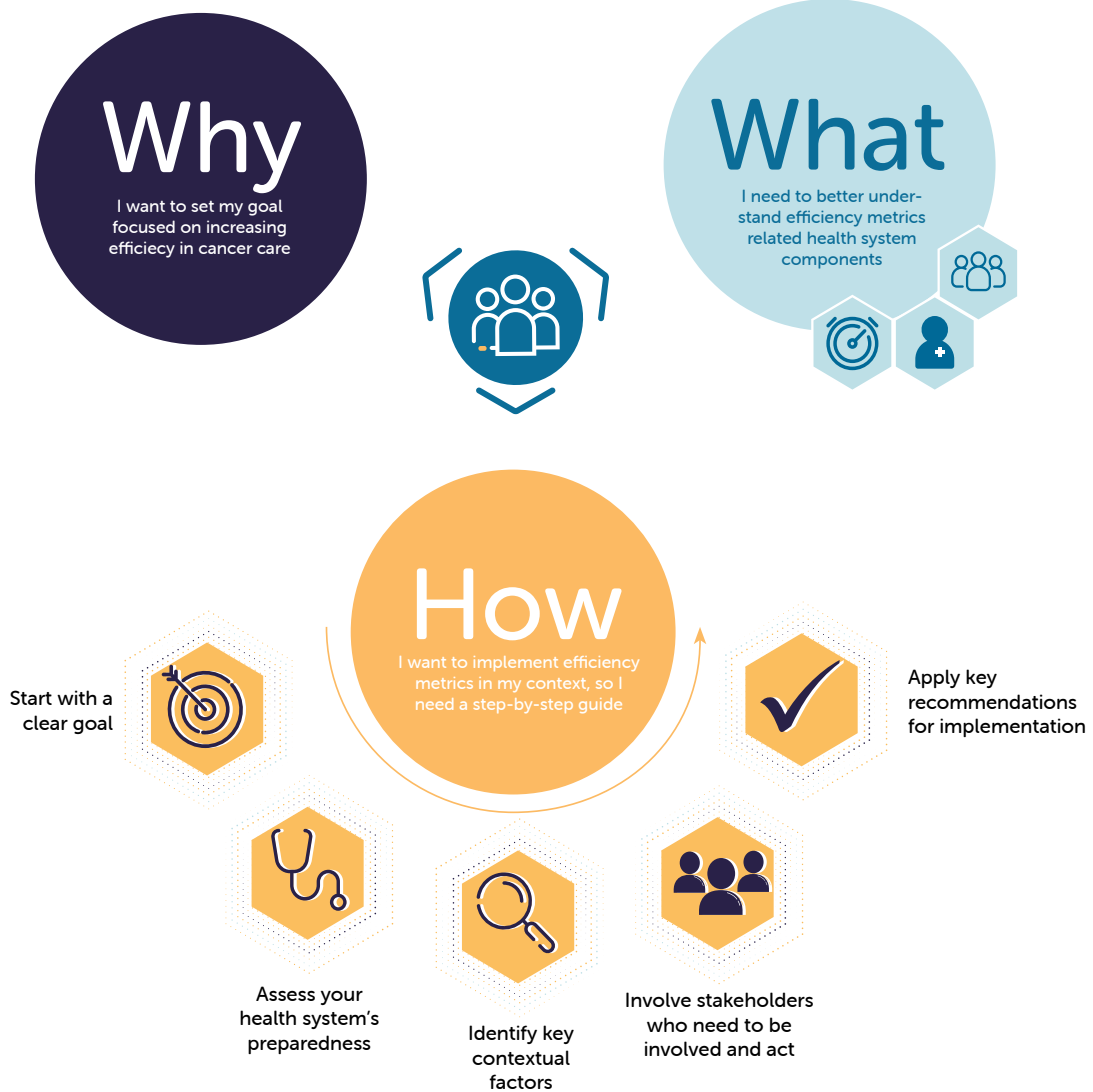 Why
I want to set my goal
focused on increasing
efficiecy in cancer care
What
I need to better under-
stand efficiency metrics
related health system
components
How
I want to implement efficiency
metrics in my context, so I
need a step-by-step guide
Start with a
clear goal
Assess your
health system's
preparedness
Identify key
contextual
factors
Involve stakeholders
who need to be
involved and act
Apply key
recommendations
for implementation